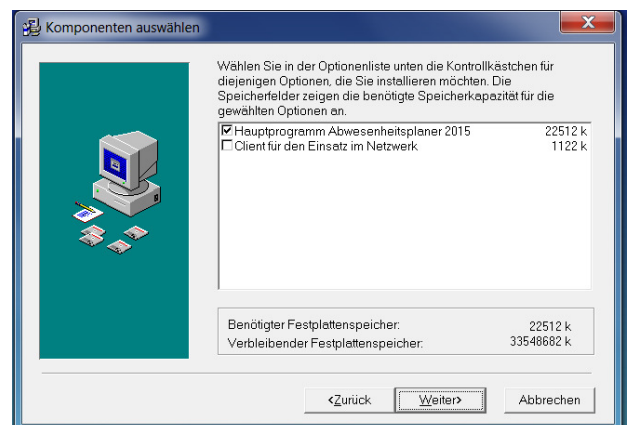 Komponenten auswählen
Wählen Sie in der Optionenliste unten die Kontrollkästchen für
diejenigen Optionen, die Sie installieren möchten. Die
Speicherfelder zeigen die benötigte Speicherkapazität für die
gewählten Optionen an.
Hauptprogramm Abwesenheitsplaner 2015 22512 k
Client für den Einsatz im Netzwerk 1122 k
Benötigter Festplattenspeicher: 22512 k
Verbleibender Festplattenspeicher: 33548682 k
<Zurück Weiter> Abbrechen